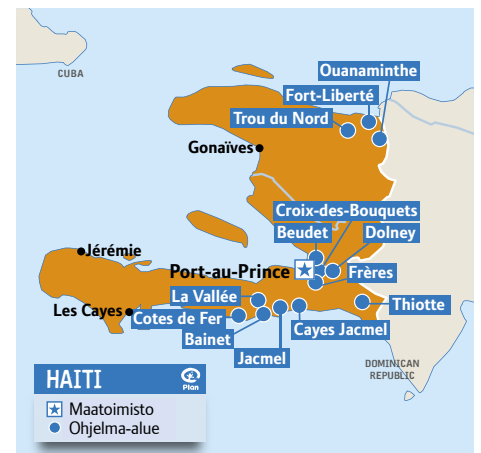 CUBA
Ouanaminthe
Fort-Liberté
Trou du Nord
Gonaïves
Croix-des-Bouquets
Beudet
Dolney
Jérémie
Port-au-Prince
Frères
La Vallée
Thiotte
Les Cayes
Cotes de Fer
Cayes Jacmel
Bainet
Jacmel
DOMINICAN
REPUBLIC
HAITI
Plan
Maatoimisto
Ohjelma-alue